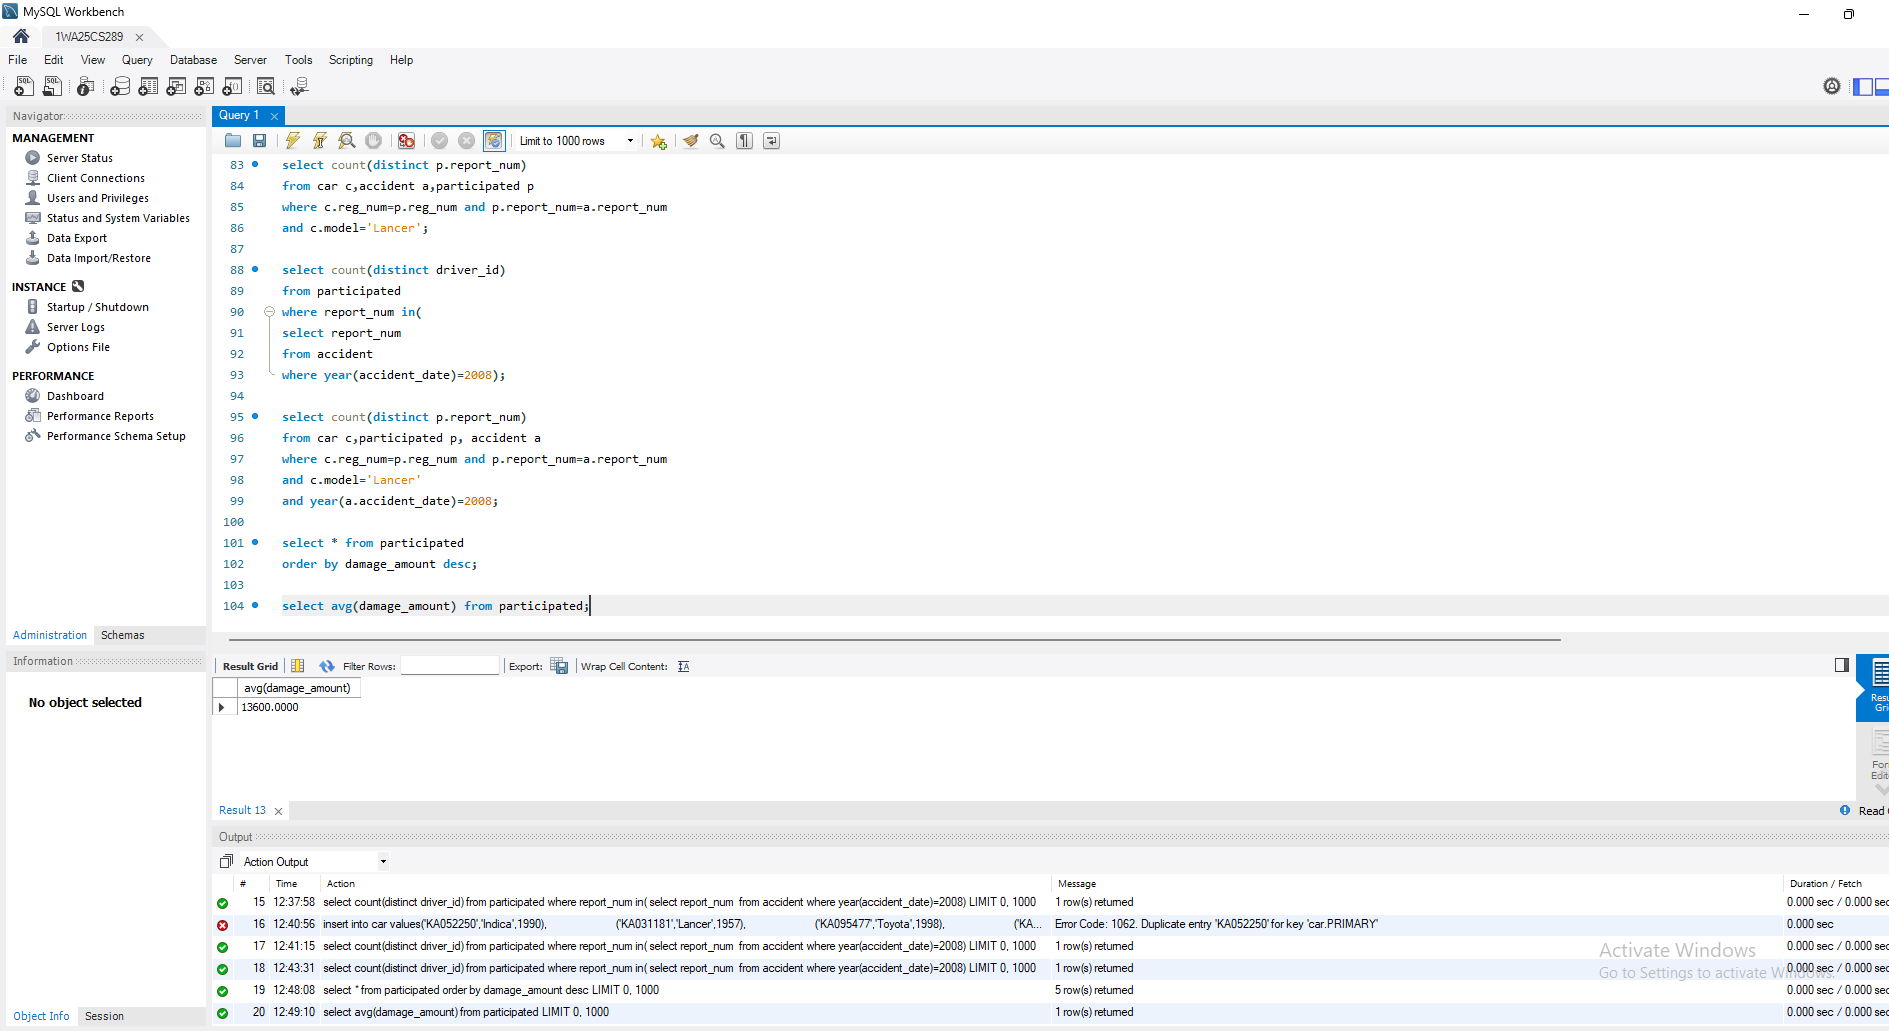 MySQL Workbench
1WA25CS289
File Edit View Query Database Server Tools Scripting Help
Navigator
MANAGEMENT
Server Status
Client Connections
Users and Privileges
Status and System Variables
Data Export
Data Import/Restore
INSTANCE
Startup / Shutdown
Server Logs
Options File
PERFORMANCE
Dashboard
Performance Reports
Performance Schema Setup
Administration Schemas
Information
No object selected
Object Info Session
Query 1
Limit to 1000 rows
83 select count(distinct p.report_num)
84 from car c,accident a,participated p
85 where c.reg_num=p.reg_num and p.report_num=a.report_num
86 and c.model='Lancer';
87
88 select count(distinct driver_id)
89 from participated
90 where report_num in(
91 select report_num
92 from accident
93 where year(accident_date)=2008);
94
95 select count(distinct p.report_num)
96 from car c,participated p, accident a
97 where c.reg_num=p.reg_num and p.report_num=a.report_num
98 and c.model='Lancer'
99 and year(a.accident_date)=2008;
100
101 select * from participated
102 order by damage_amount desc;
103
104 select avg(damage_amount) from participated;
Result Grid Filter Rows: Export: Wrap Cell Content:
avg(damage_amount)
13600.0000
Result 13
Read
Output
Action Output
# Time Action Message Duration / Fetch
15 12:37:58 select count(distinct driver_id) from participated where report_num in( select report_num from accident where year(accident_date)=2008) LIMIT 0, 1000 1 row(s) returned 0.000 sec / 0.000 sec
16 12:40:56 insert into car values('KA052250','Indica',1990), ('KA031181','Lancer',1957), ('KA095477','Toyota',1998), ('KA... Error Code: 1062. Duplicate entry 'KA052250' for key 'car.PRIMARY' 0.000 sec
17 12:41:15 select count(distinct driver_id) from participated where report_num in( select report_num from accident where year(accident_date)=2008) LIMIT 0, 1000 1 row(s) returned 0.000 sec / 0.000 sec
18 12:43:31 select count(distinct driver_id) from participated where report_num in( select report_num from accident where year(accident_date)=2008) LIMIT 0, 1000 1 row(s) returned 0.000 sec / 0.000 sec
19 12:48:08 select * from participated order by damage_amount desc LIMIT 0, 1000 5 row(s) returned 0.000 sec / 0.000 sec
20 12:49:10 select avg(damage_amount) from participated LIMIT 0, 1000 1 row(s) returned 0.000 sec / 0.000 sec
Activate Windows
Go to Settings to activate Windows.